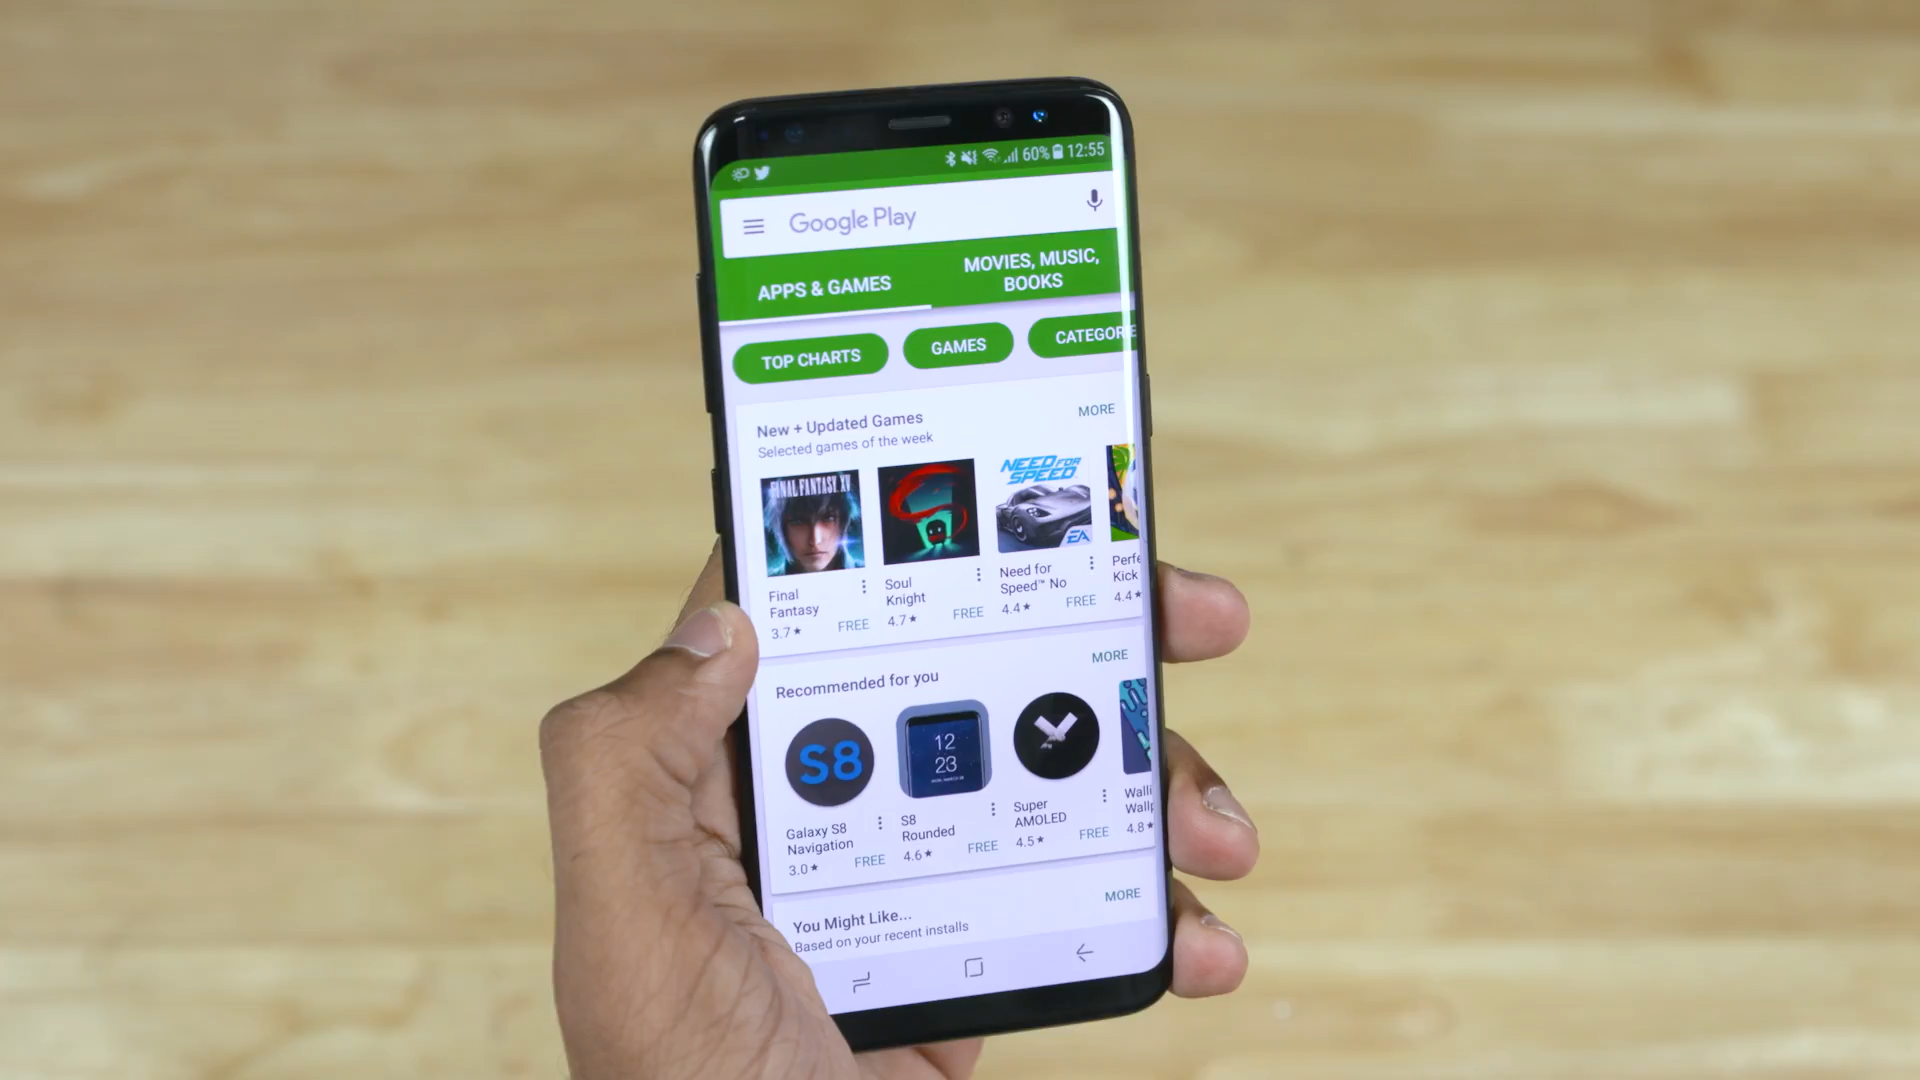 60% 12:55
Google Play
APPS & GAMES
MOVIES, MUSIC,
BOOKS
TOP CHARTS
GAMES
CATEGORIE
New + Updated Games
MORE
Selected games of the week
FINAL FANTASY XV
NEED FOR
SPEED
EA
Final
Fantasy
3.7★ FREE
Soul
Knight
4.7★ FREE
Need for
Speed™ No
4.4★ FREE
Perfe
Kick
4.4★
Recommended for you
MORE
S8
12
23
Galaxy S8
Navigation
3.0★ FREE
S8
Rounded
4.6★ FREE
Super
AMOLED
4.5★ FREE
Walli
Wallp
4.8★
You Might Like...
MORE
Based on your recent installs